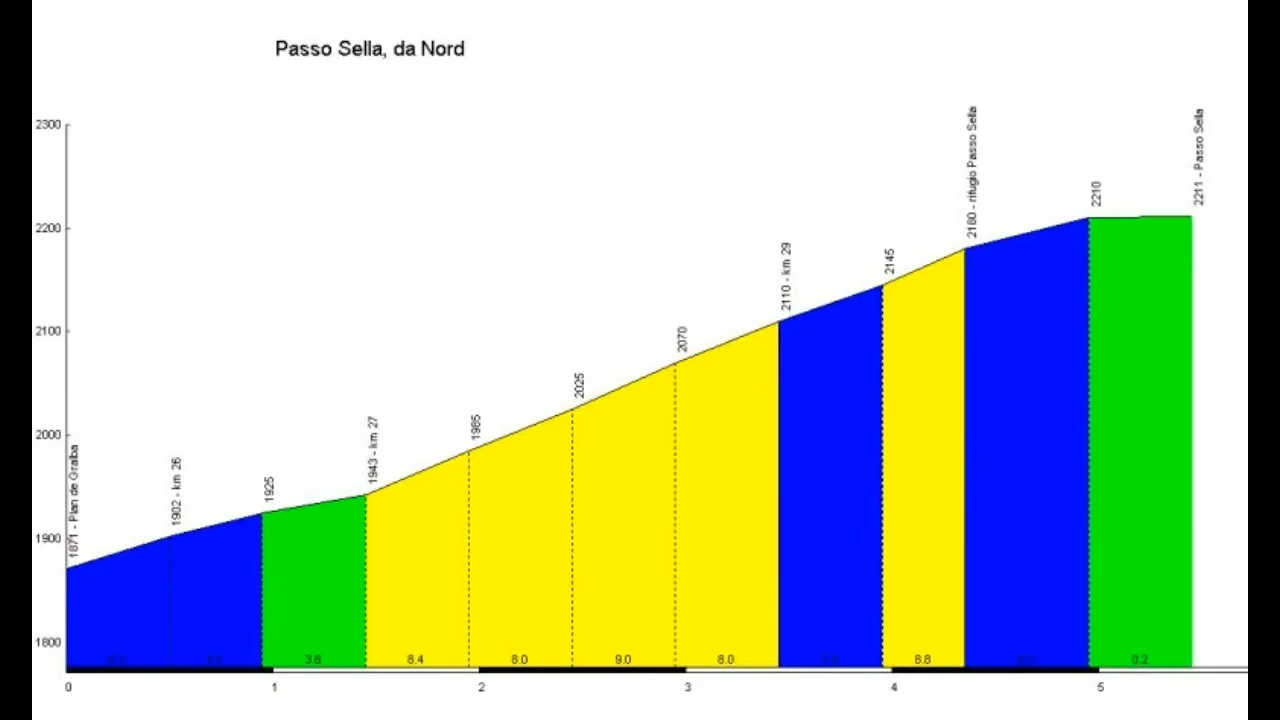 Passo Sella, da Nord
2300
2200
2100
2000
1900
1800
1871 - Plan de Gralba
1902 - km 26
1925
1943 - km 27
1985
2025
2070
2110 - km 29
2145
2180 - rifugio Passo Sella
2210
2211 - Passo Sella
3.6 8.4 8.0 9.0 8.0 8.8 0.2
0 1 2 3 4 5